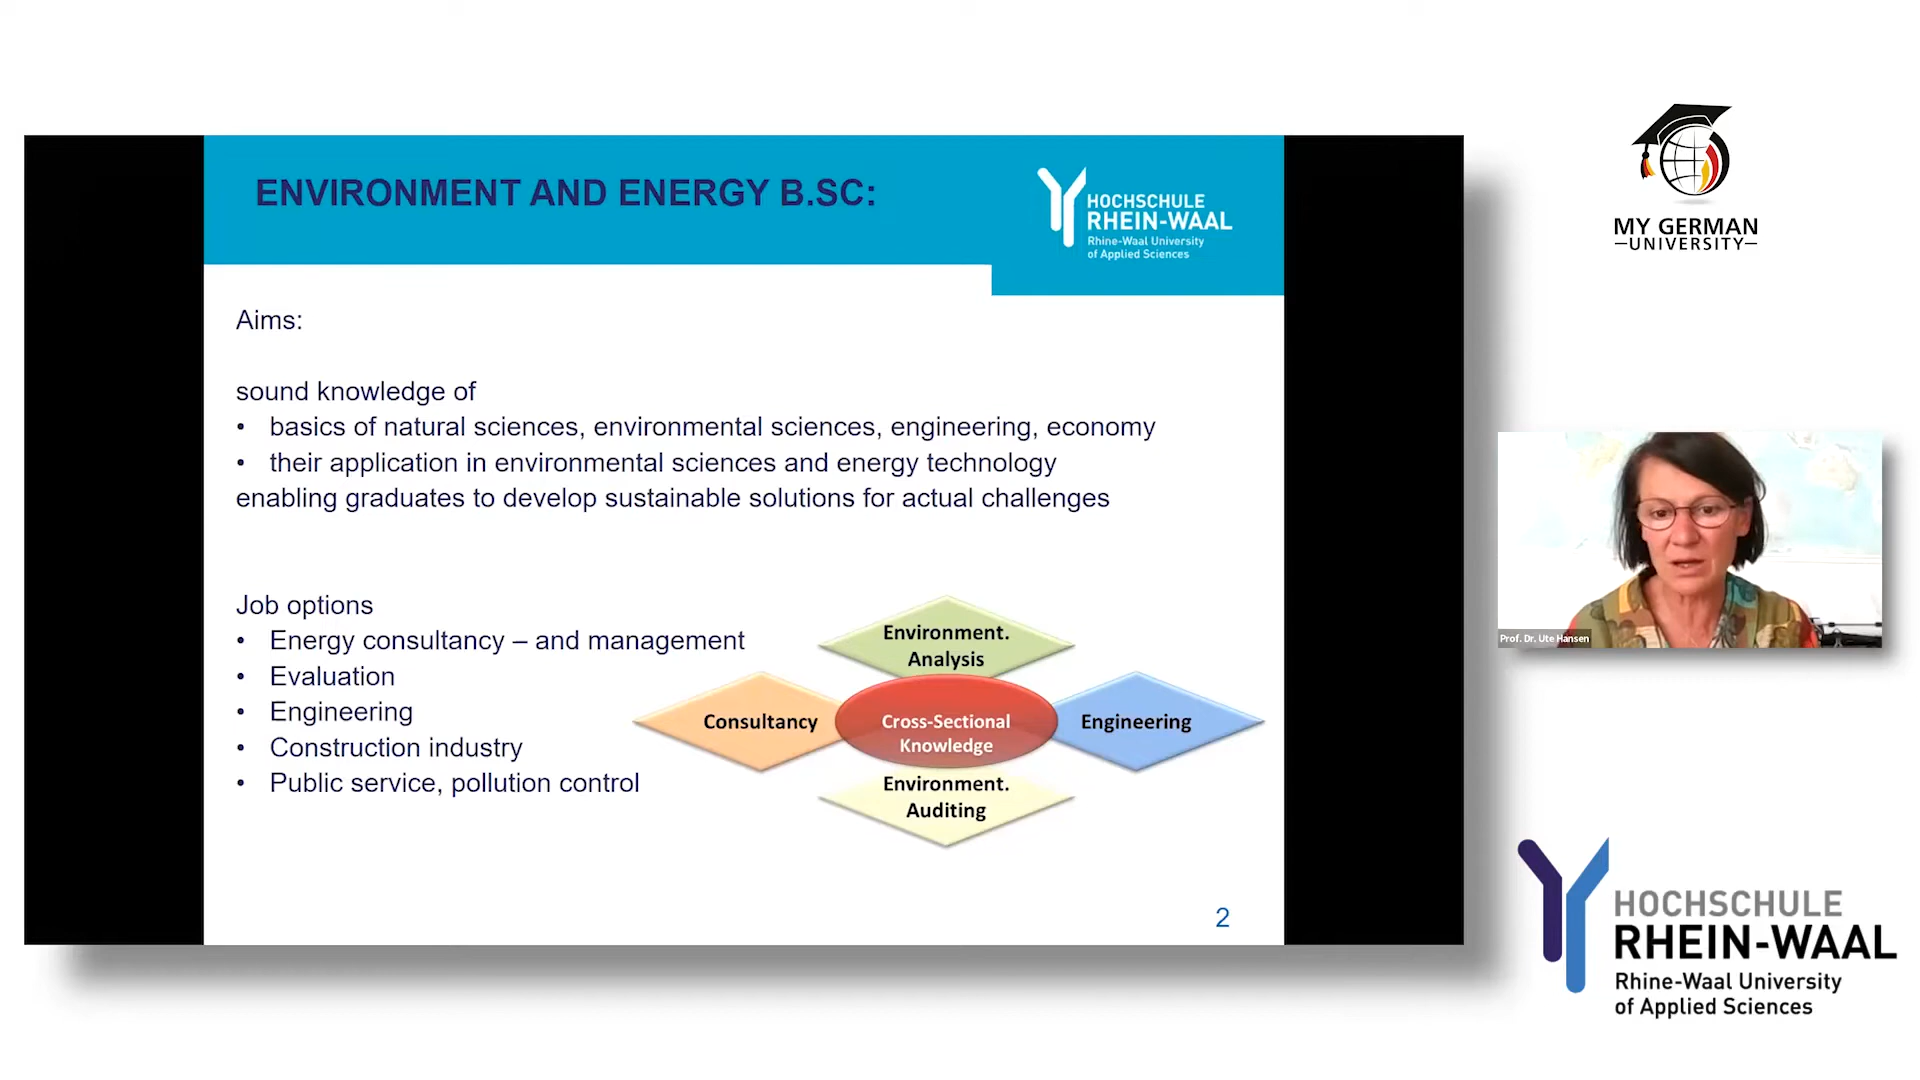 ENVIRONMENT AND ENERGY B.SC:
HOCHSCHULE
RHEIN-WAAL
Rhine-Waal University
of Applied Sciences
Aims:
sound knowledge of
• basics of natural sciences, environmental sciences, engineering, economy
• their application in environmental sciences and energy technology
enabling graduates to develop sustainable solutions for actual challenges
Job options
• Energy consultancy – and management
• Evaluation
• Engineering
• Construction industry
• Public service, pollution control
Environment.
Analysis
Consultancy
Cross-Sectional
Knowledge
Engineering
Environment.
Auditing
2
MY GERMAN
UNIVERSITY
Prof. Dr. Ute Hansen
HOCHSCHULE
RHEIN-WAAL
Rhine-Waal University
of Applied Sciences